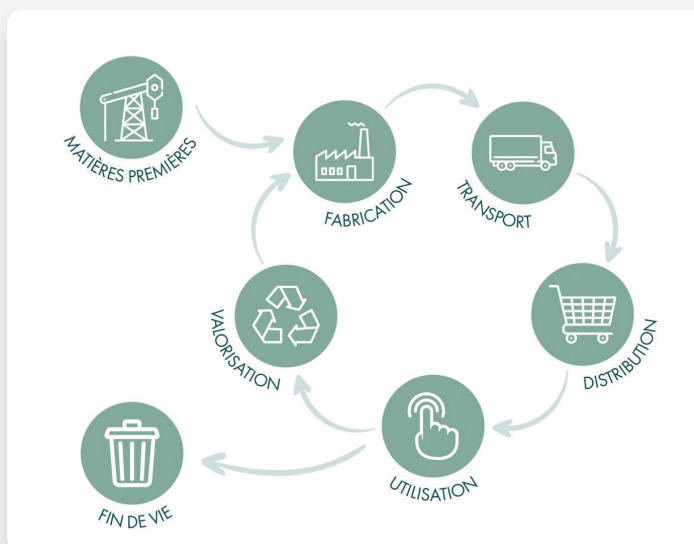 MATIÈRES PREMIÈRES
FABRICATION
TRANSPORT
DISTRIBUTION
UTILISATION
VALORISATION
FIN DE VIE